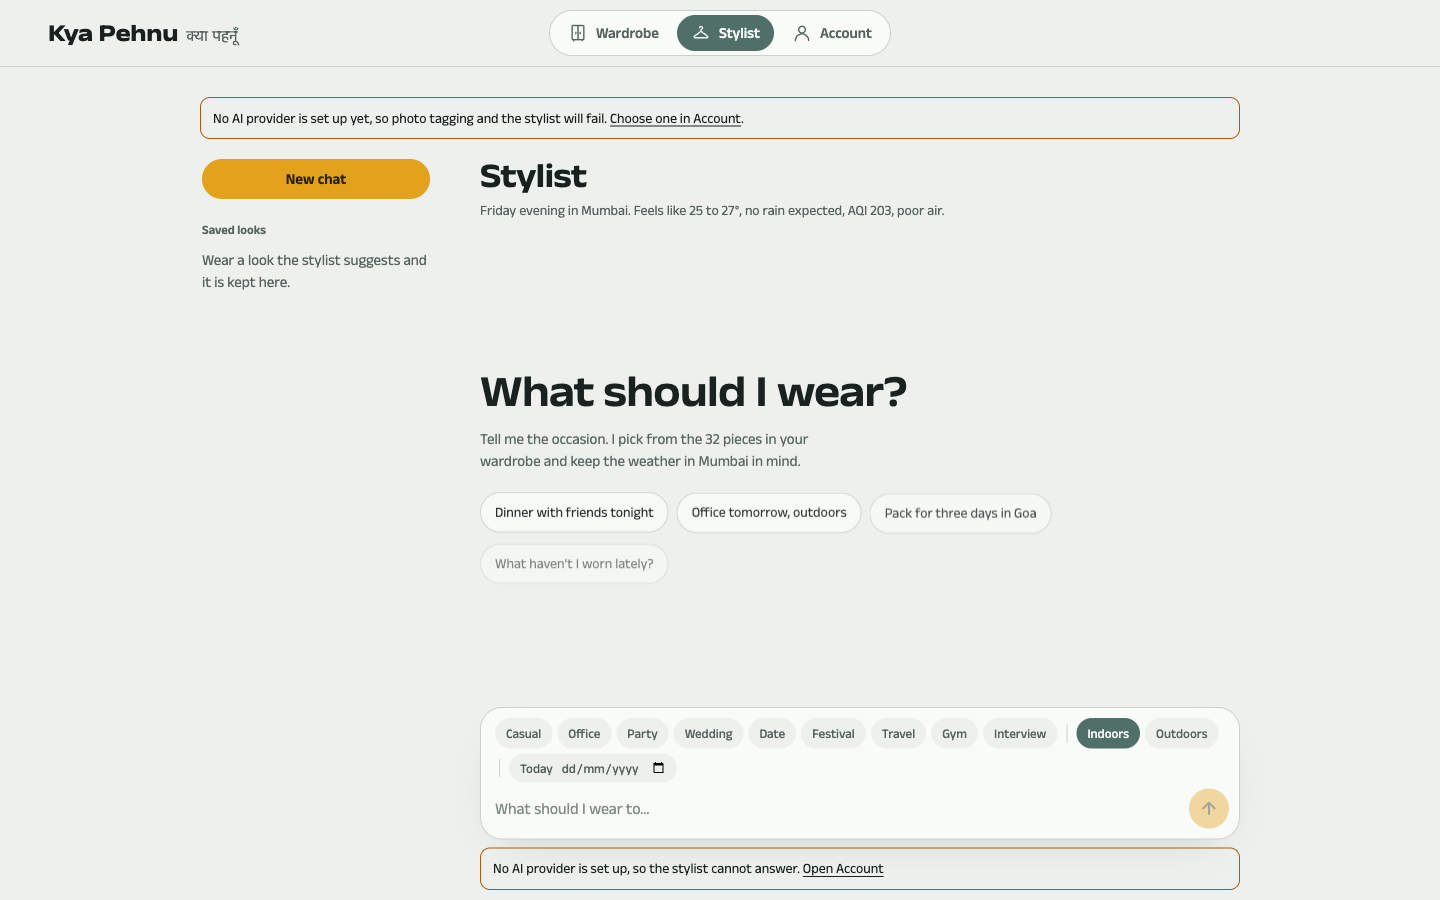 Kya Pehnu क्या पहनूँ
Wardrobe
Stylist
Account
No AI provider is set up yet, so photo tagging and the stylist will fail. Choose one in Account.
New chat
Saved looks
Wear a look the stylist suggests and
it is kept here.
Stylist
Friday evening in Mumbai. Feels like 25 to 27°, no rain expected, AQI 203, poor air.
What should I wear?
Tell me the occasion. I pick from the 32 pieces in your
wardrobe and keep the weather in Mumbai in mind.
Dinner with friends tonight
Office tomorrow, outdoors
Pack for three days in Goa
What haven't I worn lately?
Casual
Office
Party
Wedding
Date
Festival
Travel
Gym
Interview
Indoors
Outdoors
Today dd/mm/yyyy
What should I wear to...
No AI provider is set up, so the stylist cannot answer. Open Account